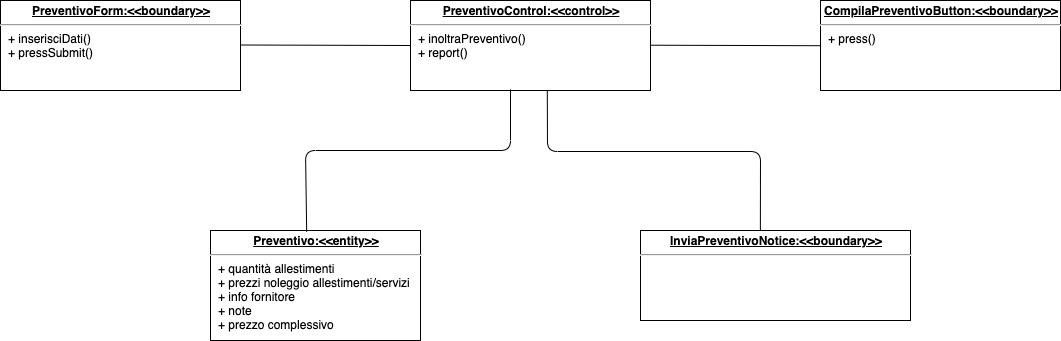 PreventivoForm:<<boundary>>
+ inserisciDati()
+ pressSubmit()
PreventivoControl:<<control>>
+ inoltraPreventivo()
+ report()
CompilaPreventivoButton:<<boundary>>
+ press()
Preventivo:<<entity>>
+ quantità allestimenti
+ prezzi noleggio allestimenti/servizi
+ info fornitore
+ note
+ prezzo complessivo
InviaPreventivoNotice:<<boundary>>